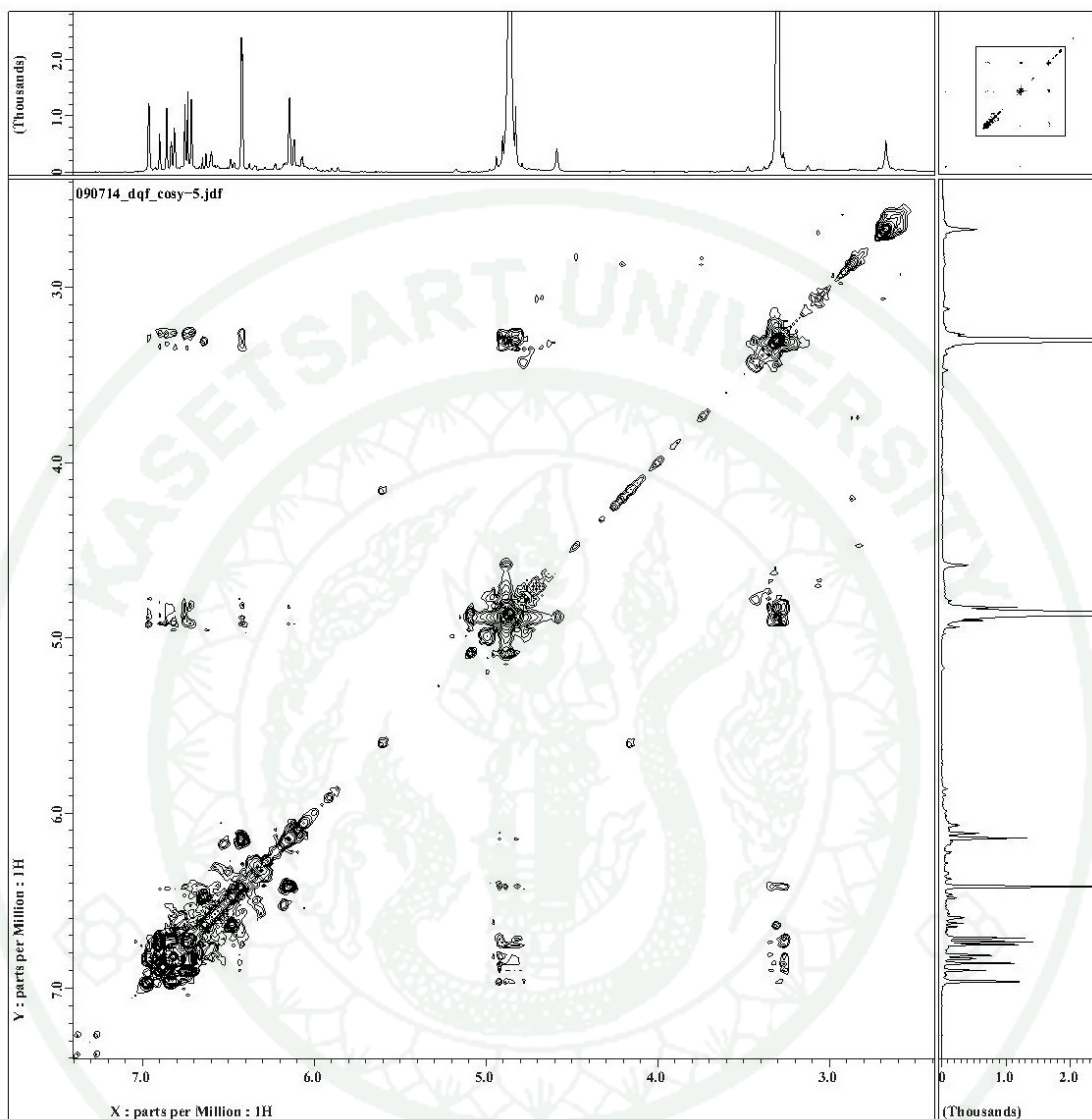 (Thousands)
0 1.0 2.0
090714_dqf_cosy-5.jdf
KASETSART UNIVERSITY
Y : parts per Million : 1H
3.0
4.0
5.0
6.0
7.0
7.0 6.0 5.0 4.0 3.0
X : parts per Million : 1H
0 1.0 2.0
(Thousands)